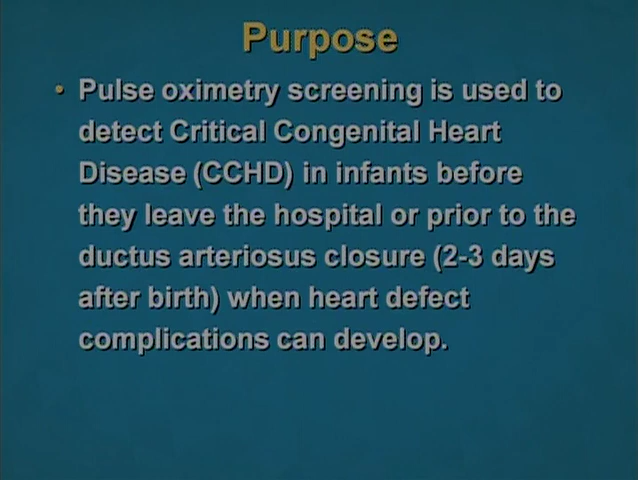 Purpose
• Pulse oximetry screening is used to
detect Critical Congenital Heart
Disease (CCHD) in infants before
they leave the hospital or prior to the
ductus arteriosus closure (2-3 days
after birth) when heart defect
complications can develop.